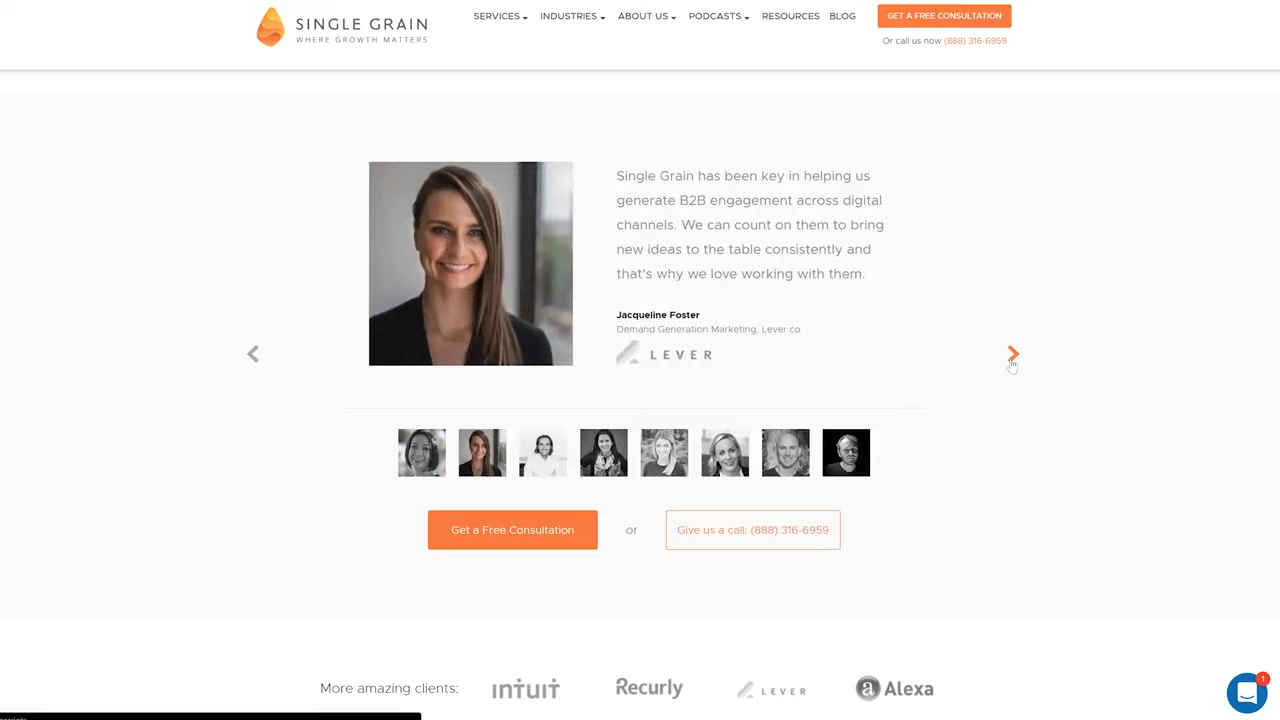 SINGLE GRAIN
WHERE GROWTH MATTERS
SERVICES
INDUSTRIES
ABOUT US
PODCASTS
RESOURCES
BLOG
GET A FREE CONSULTATION
Or call us now (888) 316-6959
Single Grain has been key in helping us
generate B2B engagement across digital
channels. We can count on them to bring
new ideas to the table consistently and
that's why we love working with them.
Jacqueline Foster
Demand Generation Marketing, Lever.co
LEVER
Get a Free Consultation
or
Give us a call: (888) 316-6959
More amazing clients:
intuit
Recurly
LEVER
a Alexa
1